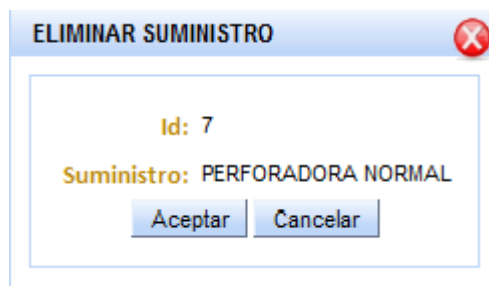 ELIMINAR SUMINISTRO
Id: 7
Suministro: PERFORADORA NORMAL
Aceptar Cancelar